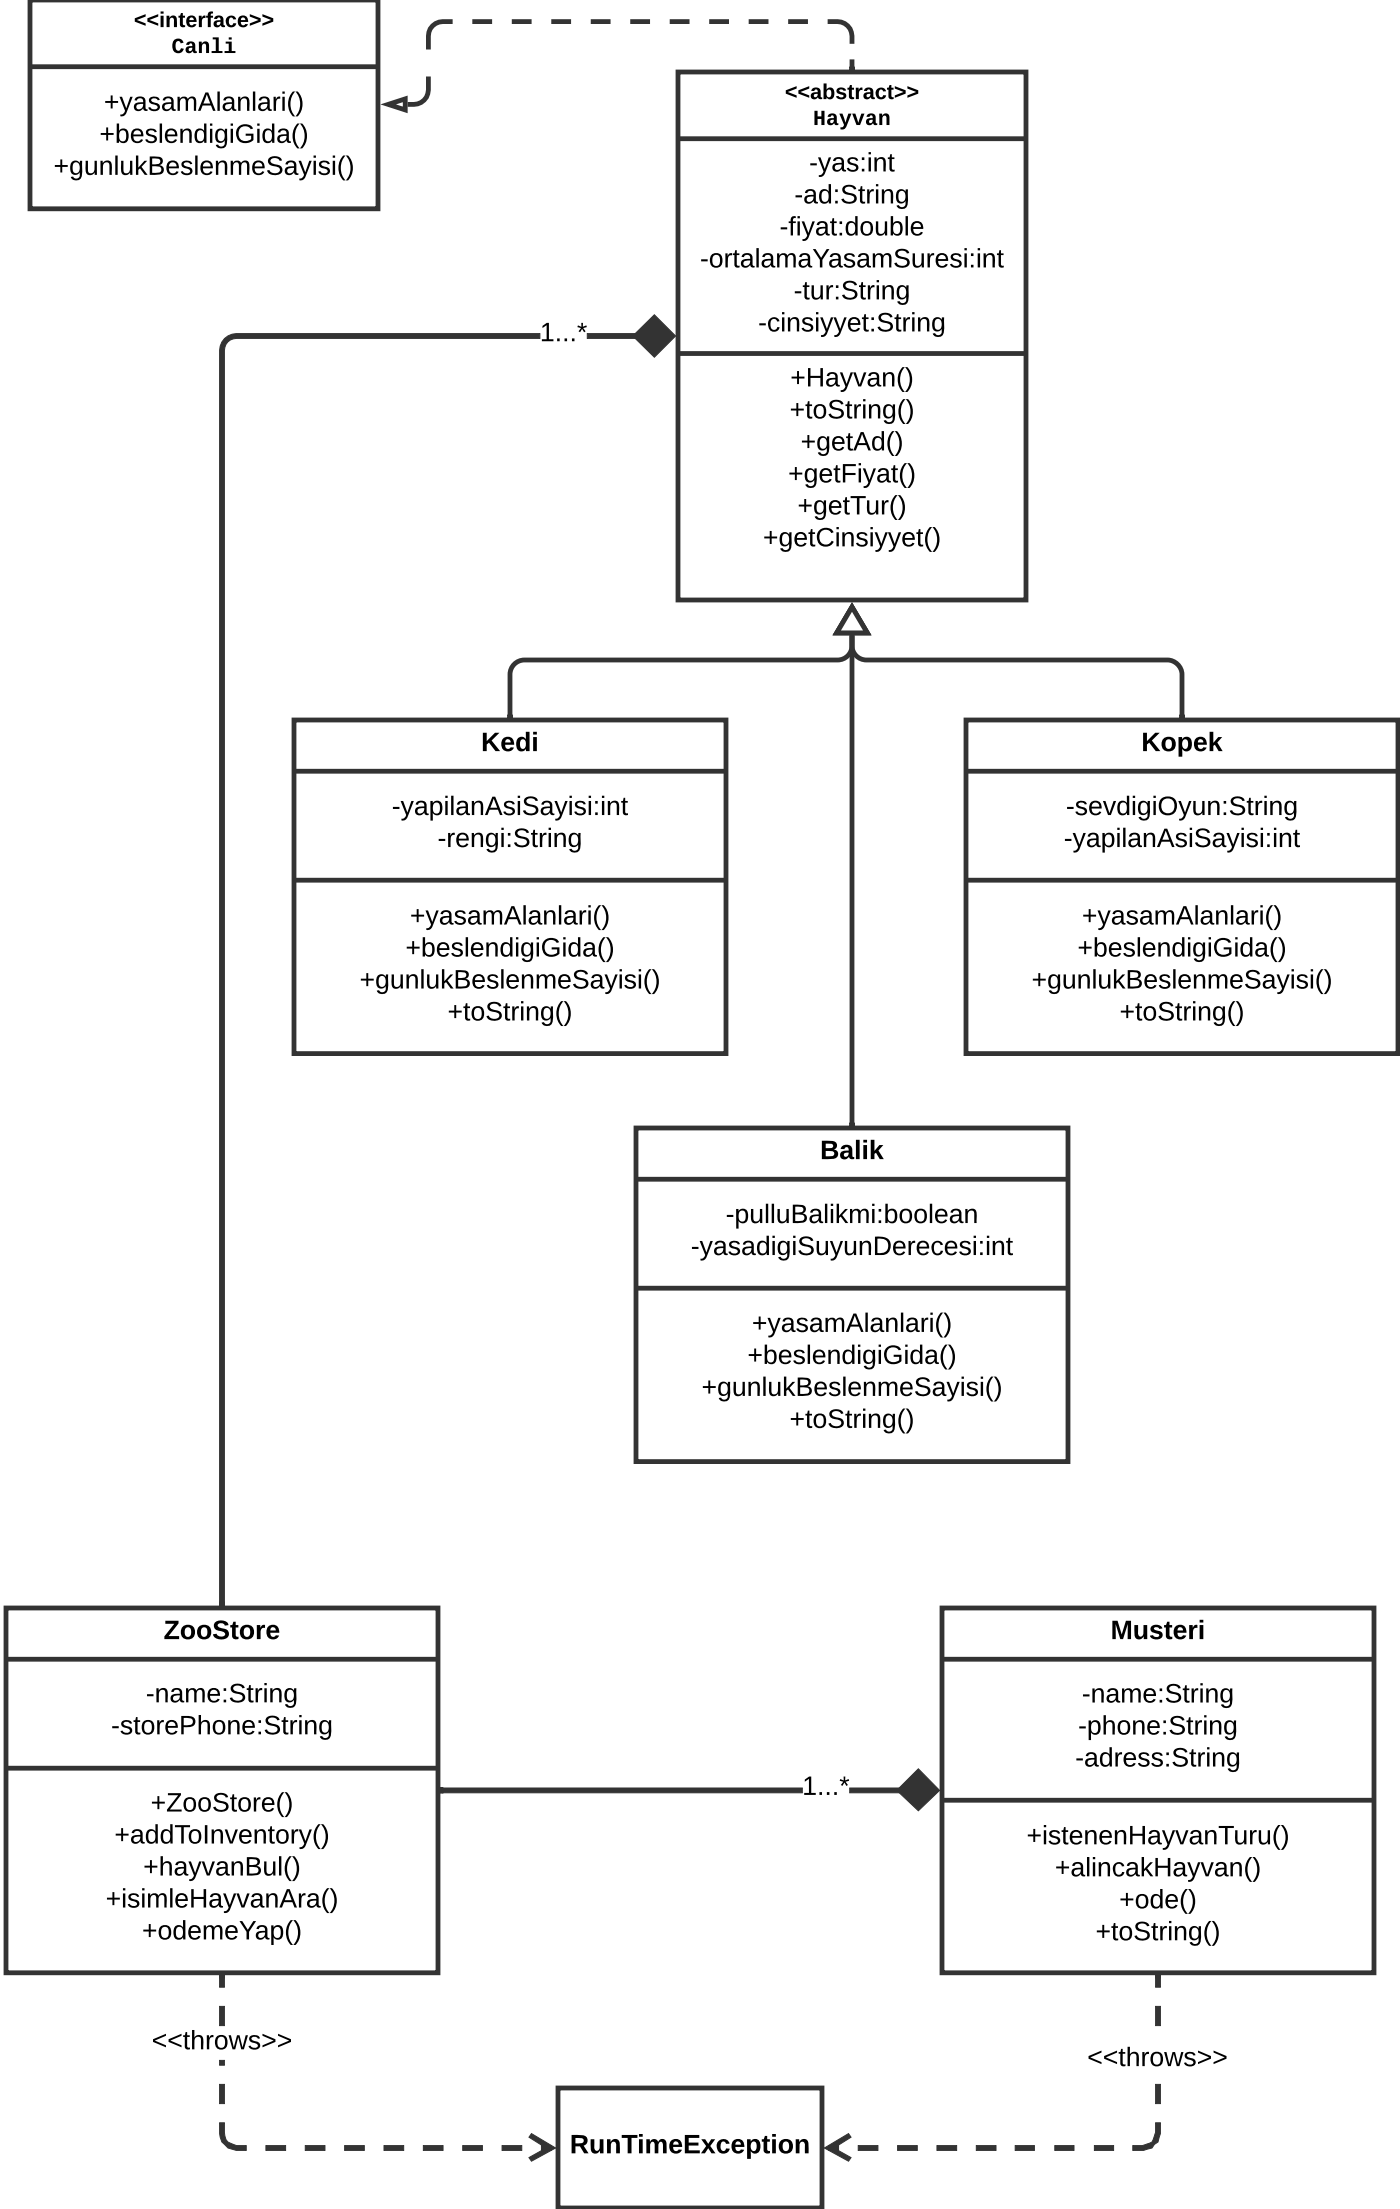 <<interface>>
Canli
+yasamAlanlari()
+beslendigiGida()
+gunlukBeslenmeSayisi()
<<abstract>>
Hayvan
-yas:int
-ad:String
-fiyat:double
-ortalamaYasamSuresi:int
-tur:String
-cinsiyyet:String
1...*
+Hayvan()
+toString()
+getAd()
+getFiyat()
+getTur()
+getCinsiyyet()
Kedi
-yapilanAsiSayisi:int
-rengi:String
+yasamAlanlari()
+beslendigiGida()
+gunlukBeslenmeSayisi()
+toString()
Kopek
-sevdigiOyun:String
-yapilanAsiSayisi:int
+yasamAlanlari()
+beslendigiGida()
+gunlukBeslenmeSayisi()
+toString()
Balik
-pulluBalikmi:boolean
-yasadigiSuyunDerecesi:int
+yasamAlanlari()
+beslendigiGida()
+gunlukBeslenmeSayisi()
+toString()
ZooStore
-name:String
-storePhone:String
+ZooStore()
+addToInventory()
+hayvanBul()
+isimleHayvanAra()
+odemeYap()
1...*
Musteri
-name:String
-phone:String
-adress:String
+istenenHayvanTuru()
+alincakHayvan()
+ode()
+toString()
<<throws>>
<<throws>>
RunTimeException